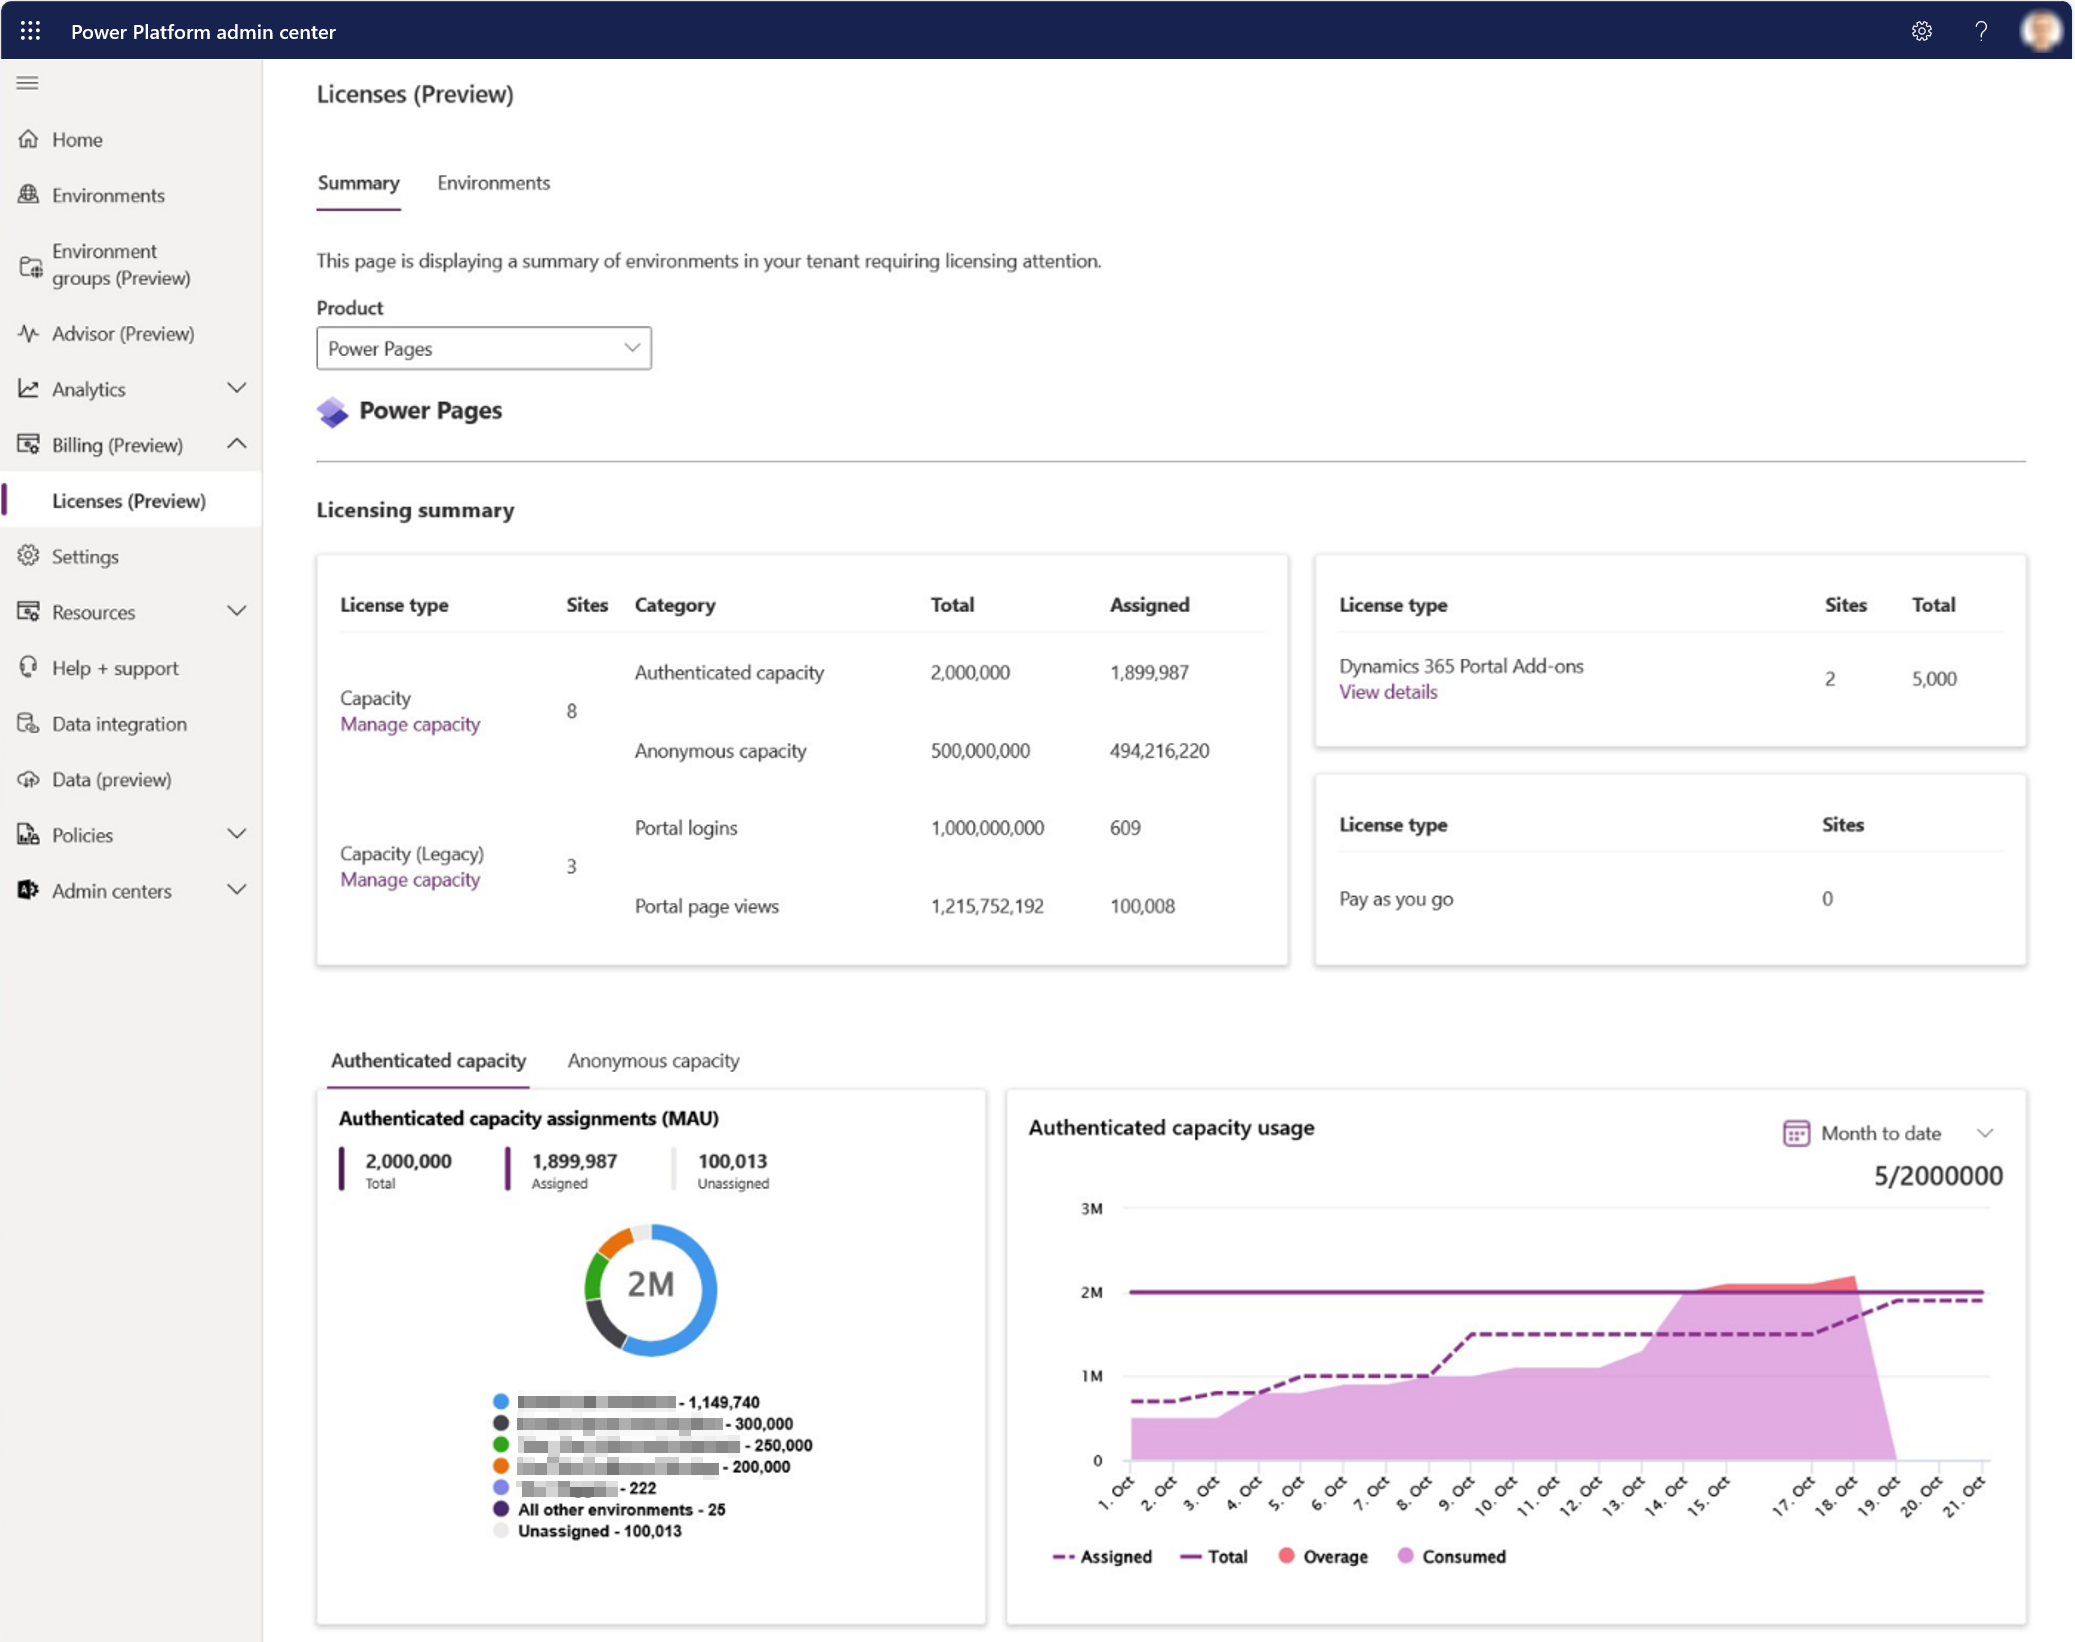 Power Platform admin center
?
Home
Environments
Environment
groups (Preview)
Advisor (Preview)
Analytics
Billing (Preview)
Licenses (Preview)
Settings
Resources
Help + support
Data integration
Data (preview)
Policies
Admin centers
Licenses (Preview)
Summary Environments
This page is displaying a summary of environments in your tenant requiring licensing attention.
Product
Power Pages
Power Pages
Licensing summary
License type Sites Category Total Assigned
Capacity
Manage capacity
8
Authenticated capacity 2,000,000 1,899,987
Anonymous capacity 500,000,000 494,216,220
Capacity (Legacy)
Manage capacity
3
Portal logins 1,000,000,000 609
Portal page views 1,215,752,192 100,008
License type Sites Total
Dynamics 365 Portal Add-ons
View details
2 5,000
License type Sites
Pay as you go 0
Authenticated capacity Anonymous capacity
Authenticated capacity assignments (MAU)
2,000,000 1,899,987 100,013
Total Assigned Unassigned
2M
- 1,149,740
- 300,000
- 250,000
- 200,000
- 222
All other environments - 25
Unassigned - 100,013
Authenticated capacity usage
Month to date
5/2000000
3M
2M
1M
0
1. Oct 2. Oct 3. Oct 4. Oct 5. Oct 6. Oct 7. Oct 8. Oct 9. Oct 10. Oct 11. Oct 12. Oct 13. Oct 14. Oct 15. Oct 17. Oct 18. Oct 19. Oct 20. Oct 21. Oct
Assigned Total Overage Consumed